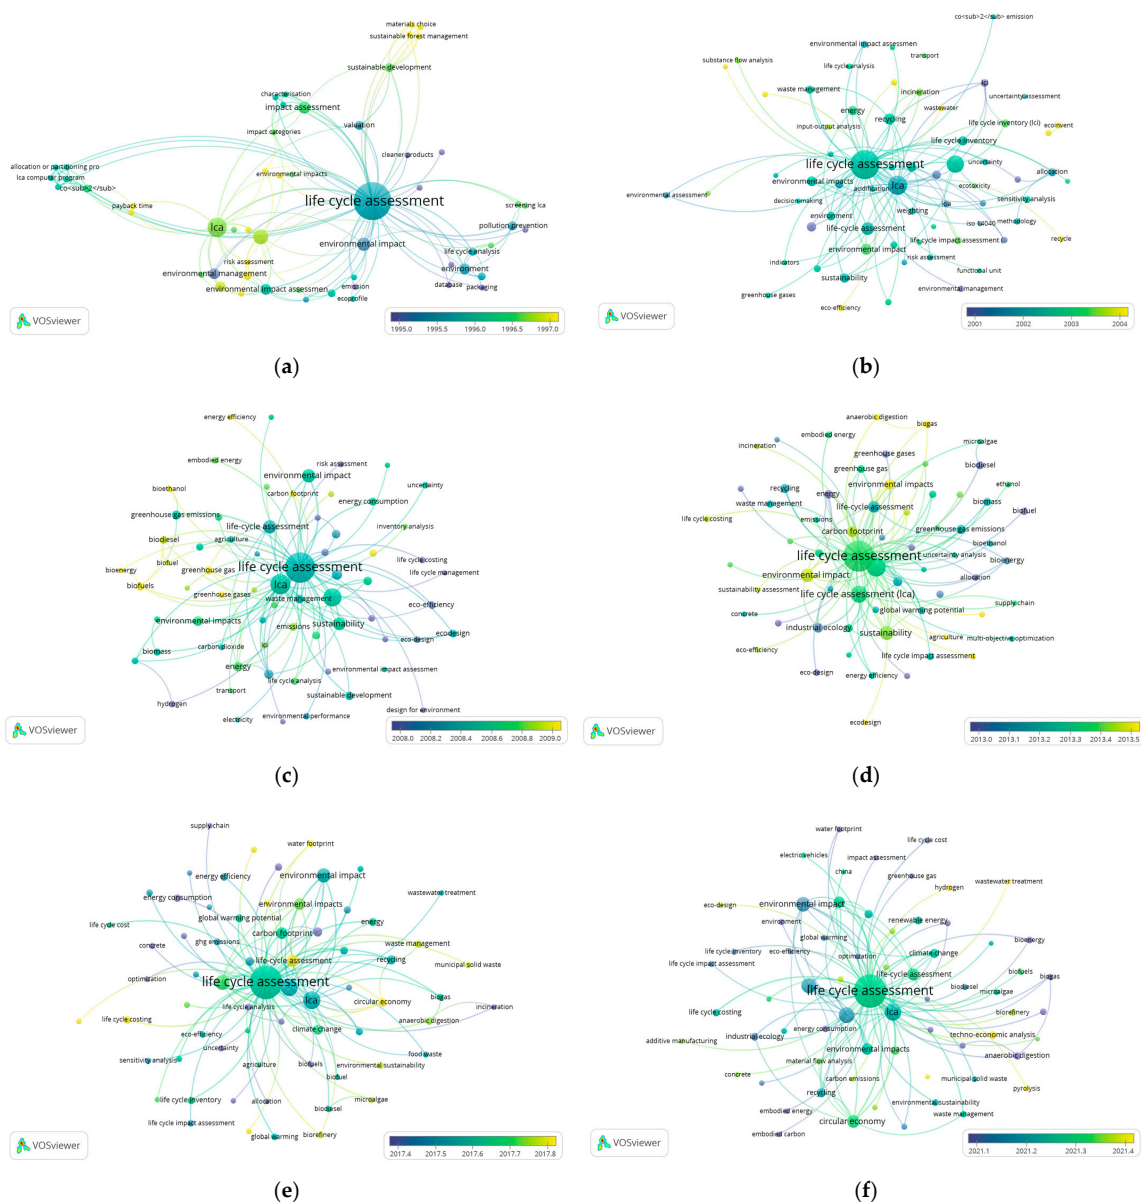 materials choice
sustainable forest management
sustainable development
characterisation
impact assessment
valuation
impact categories
cleaner products
allocation or partitioning pro
lca computer program
co<sub>2</sub>
environmental impacts
life cycle assessment
payback time
screening lca
lca
pollution prevention
environmental impact
life cycle analysis
risk assessment
environment
environmental management
database
packaging
environmental impact assessmen
emission
ecoprofile
VOSviewer
1995.0 1995.5 1996.0 1996.5 1997.0
(a)
co<sub>2</sub> emission
environmental impact assessmen
transport
substance flow analysis
life cycle analysis
lci
waste management
incineration
uncertainty assessment
energy
wastewater
recycling
life cycle inventory (lci)
ecoinvent
input-output analysis
life cycle inventory
life cycle assessment
uncertainty
allocation
environmental impacts
lca
acidification
ecotoxicity
environmental assessment
decision-making
sensitivity analysis
weighting
environment
iso 14040
methodology
life-cycle assessment
life cycle impact assessment (l
recycle
environmental impact
risk assessment
indicators
functional unit
sustainability
environmental management
greenhouse gases
eco-efficiency
VOSviewer
2001 2002 2003 2004
(b)
energy efficiency
embodied energy
risk assessment
environmental impact
bioethanol
uncertainty
carbon footprint
energy consumption
greenhouse gas emissions
life-cycle assessment
inventory analysis
biodiesel
agriculture
biofuel
life cycle costing
bioenergy
greenhouse gas
life cycle assessment
life cycle management
biofuels
lca
greenhouse gases
waste management
eco-efficiency
environmental impacts
emissions
sustainability
eco-design
ecodesign
carbon dioxide
lci
biomass
energy
environmental impact assessmen
life cycle analysis
transport
sustainable development
hydrogen
design for environment
electricity
environmental performance
VOSviewer
2008.0 2008.2 2008.4 2008.6 2008.8 2009.0
(c)
anaerobic digestion
biogas
embodied energy
incineration
microalgae
greenhouse gases
greenhouse gas
biodiesel
recycling
environmental impacts
ethanol
energy
waste management
life-cycle assessment
biomass
biofuel
life cycle costing
emissions
carbon footprint
greenhouse gas emissions
bioethanol
life cycle assessment
uncertainty analysis
bioenergy
environmental impact
allocation
sustainability assessment
life cycle assessment (lca)
supply chain
concrete
global warming potential
industrial ecology
sustainability
agriculture
multi-objective optimization
eco-efficiency
life cycle impact assessment
eco-design
energy efficiency
ecodesign
VOSviewer
2013.0 2013.1 2013.2 2013.3 2013.4 2013.5
(d)
supply chain
water footprint
energy efficiency
environmental impact
energy consumption
wastewater treatment
environmental impacts
life cycle cost
global warming potential
energy
carbon footprint
concrete
ghg emissions
waste management
life-cycle assessment
recycling
municipal solid waste
optimization
life cycle assessment
biogas
lca
circular economy
incineration
life cycle analysis
life cycle costing
anaerobic digestion
eco-efficiency
climate change
uncertainty
food waste
sensitivity analysis
agriculture
biofuels
environmental sustainability
biofuel
life cycle inventory
allocation
microalgae
biodiesel
life cycle impact assessment
global warming
biorefinery
VOSviewer
2017.4 2017.5 2017.6 2017.7 2017.8
(e)
water footprint
life cycle cost
electric vehicles
impact assessment
china
greenhouse gas
wastewater treatment
hydrogen
eco-design
environmental impact
environment
renewable energy
global warming
bioenergy
life cycle inventory
eco-efficiency
climate change
optimization
life cycle impact assessment
life-cycle assessment
biofuels
biogas
life cycle assessment
biodiesel
microalgae
life cycle costing
lca
biorefinery
energy consumption
industrial ecology
techno-economic analysis
additive manufacturing
environmental impacts
anaerobic digestion
material flow analysis
concrete
carbon emissions
municipal solid waste
recycling
pyrolysis
environmental sustainability
embodied energy
waste management
circular economy
embodied carbon
VOSviewer
2021.1 2021.2 2021.3 2021.4
(f)